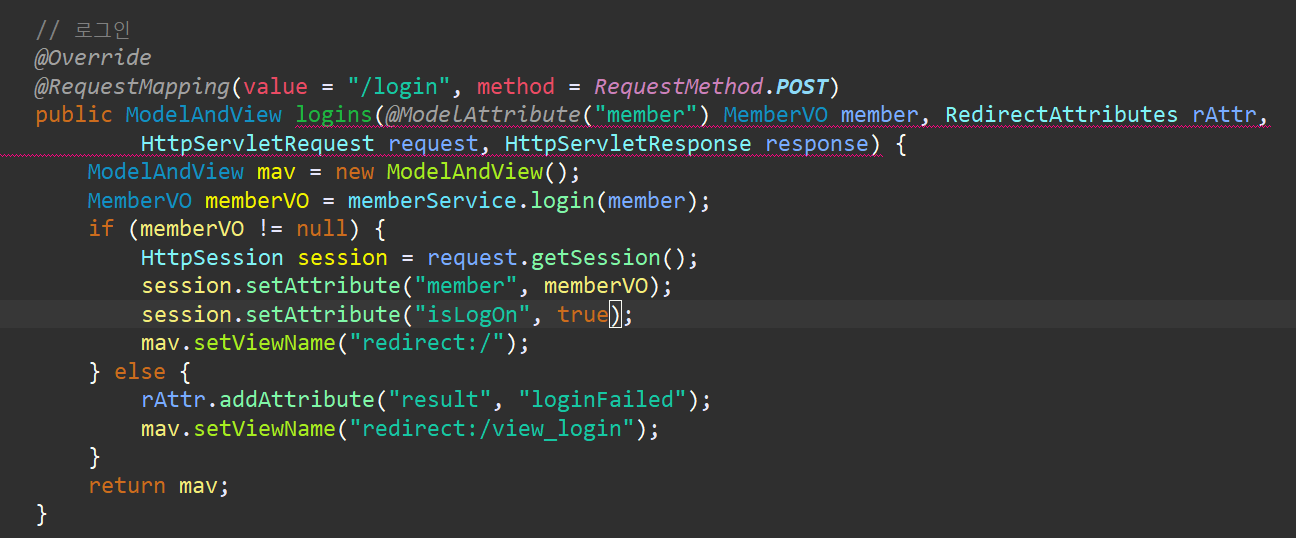 // 로그인
@Override
@RequestMapping(value = "/login", method = RequestMethod.POST)
public ModelAndView logins(@ModelAttribute("member") MemberVO member, RedirectAttributes rAttr,
        HttpServletRequest request, HttpServletResponse response) {
    ModelAndView mav = new ModelAndView();
    MemberVO memberVO = memberService.login(member);
    if (memberVO != null) {
        HttpSession session = request.getSession();
        session.setAttribute("member", memberVO);
        session.setAttribute("isLogOn", true);
        mav.setViewName("redirect:/");
    } else {
        rAttr.addAttribute("result", "loginFailed");
        mav.setViewName("redirect:/view_login");
    }
    return mav;
}